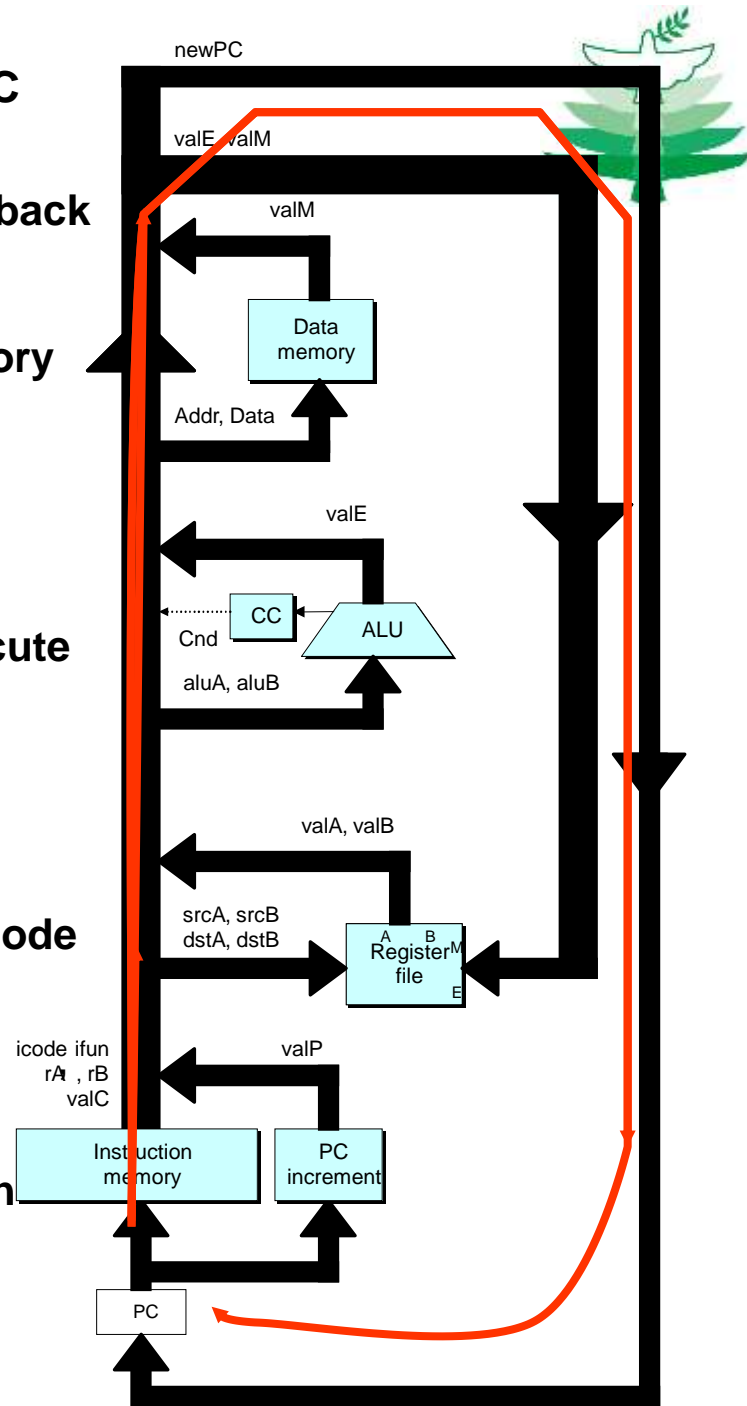 newPC
C
valE, valM
back
valM
Data
memory
ory
Addr, Data
valE
CC
ALU
Cnd
cute
aluA, aluB
valA, valB
srcA, srcB
dstA, dstB
ode
A B
Register M
file
E
icode ifun
rA , rB
valC
valP
Instruction
memory
PC
increment
h
PC